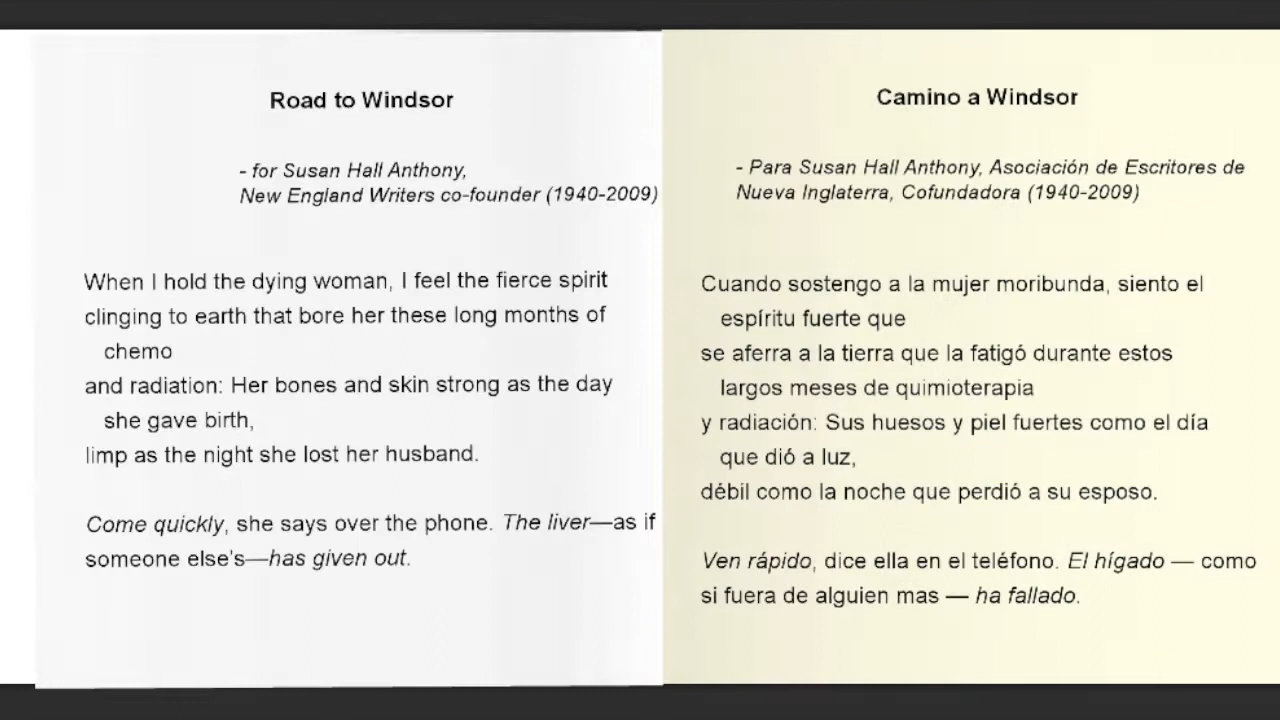 Road to Windsor
- for Susan Hall Anthony,
New England Writers co-founder (1940-2009)
When I hold the dying woman, I feel the fierce spirit
clinging to earth that bore her these long months of
chemo
and radiation: Her bones and skin strong as the day
she gave birth,
limp as the night she lost her husband.
Come quickly, she says over the phone. The liver—as if
someone else's—has given out.
Camino a Windsor
- Para Susan Hall Anthony, Asociación de Escritores de
Nueva Inglaterra, Cofundadora (1940-2009)
Cuando sostengo a la mujer moribunda, siento el
espíritu fuerte que
se aferra a la tierra que la fatigó durante estos
largos meses de quimioterapia
y radiación: Sus huesos y piel fuertes como el día
que dió a luz,
débil como la noche que perdió a su esposo.
Ven rápido, dice ella en el teléfono. El hígado — como
si fuera de alguien mas — ha fallado.